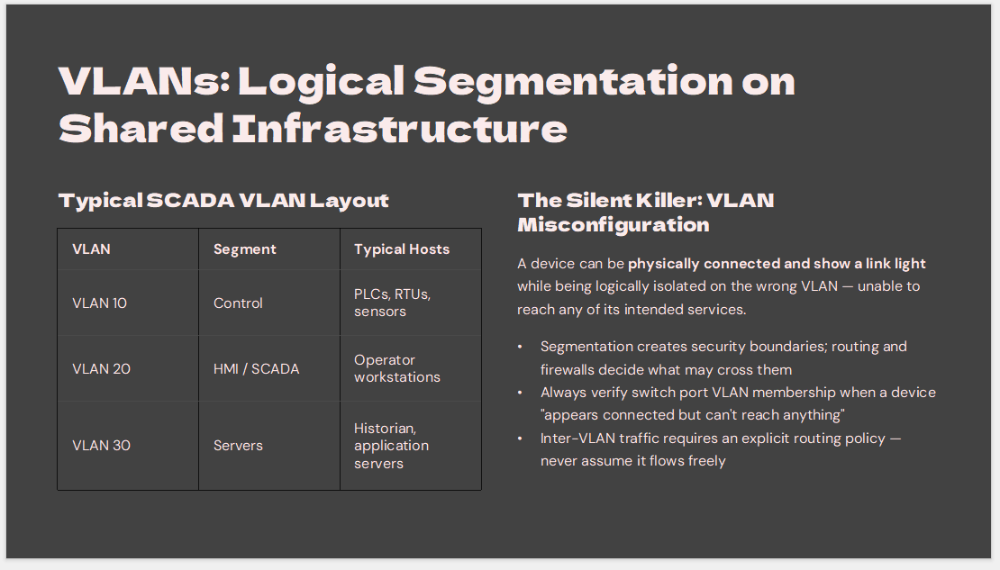 VLANs: Logical Segmentation on
Shared Infrastructure
Typical SCADA VLAN Layout
VLAN Segment Typical Hosts
VLAN 10 Control PLCs, RTUs,
sensors
VLAN 20 HMI / SCADA Operator
workstations
VLAN 30 Servers Historian,
application
servers
The Silent Killer: VLAN
Misconfiguration
A device can be physically connected and show a link light
while being logically isolated on the wrong VLAN — unable to
reach any of its intended services.
• Segmentation creates security boundaries; routing and
firewalls decide what may cross them
• Always verify switch port VLAN membership when a device
"appears connected but can't reach anything"
• Inter-VLAN traffic requires an explicit routing policy —
never assume it flows freely